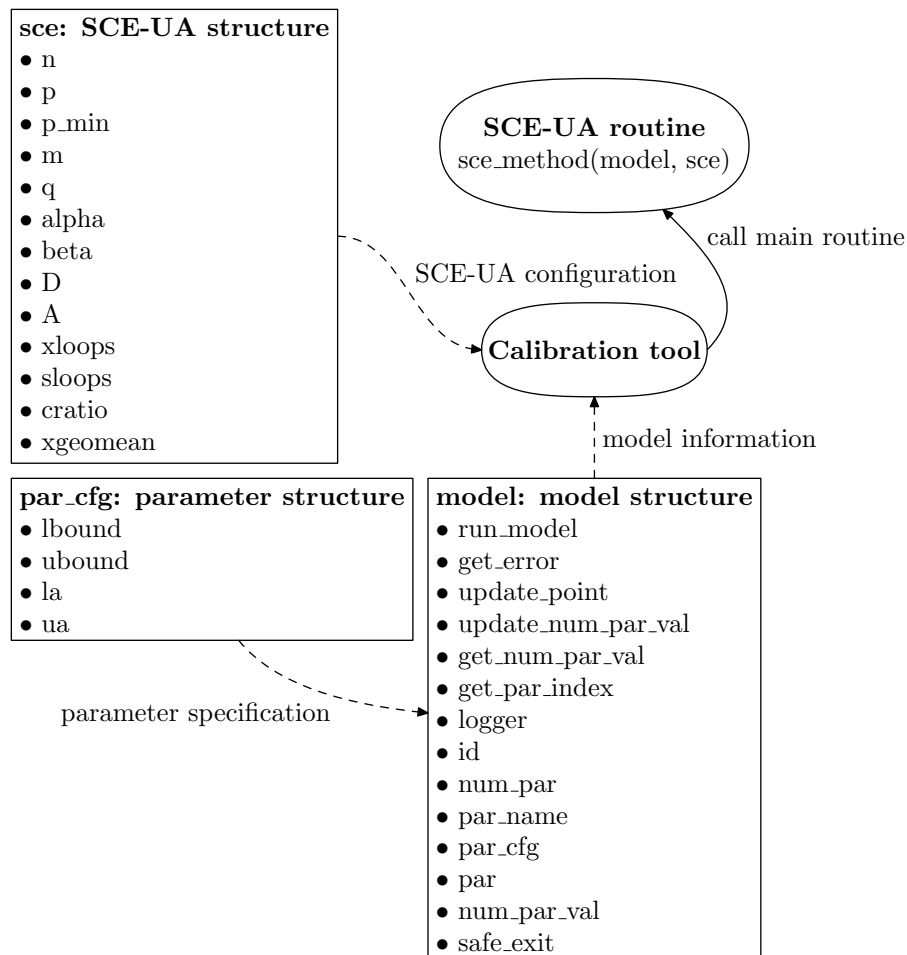 sce: SCE-UA structure
• n
• p
• p_min
• m
• q
• alpha
• beta
• D
• A
• xloops
• sloops
• cratio
• xgeomean
SCE-UA routine
sce_method(model, sce)
call main routine
SCE-UA configuration
Calibration tool
model information
par_cfg: parameter structure
• lbound
• ubound
• la
• ua
parameter specification
model: model structure
• run_model
• get_error
• update_point
• update_num_par_val
• get_num_par_val
• get_par_index
• logger
• id
• num_par
• par_name
• par_cfg
• par
• num_par_val
• safe_exit